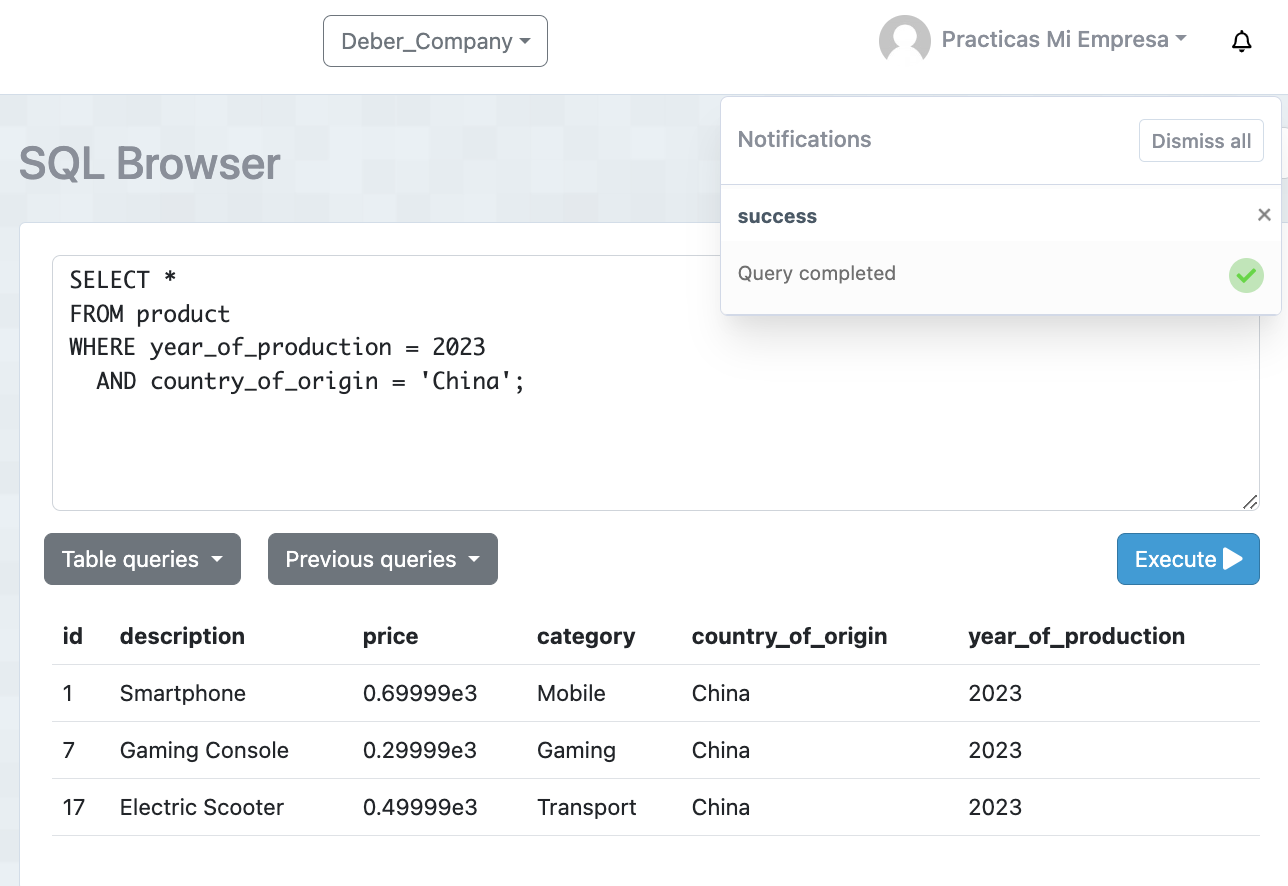 Deber_Company
Practicas Mi Empresa
Notifications
Dismiss all
success
×
Query completed
SQL Browser
SELECT *
FROM product
WHERE year_of_production = 2023
  AND country_of_origin = 'China';
Table queries
Previous queries
Execute
id description price category country_of_origin year_of_production
1 Smartphone 0.69999e3 Mobile China 2023
7 Gaming Console 0.29999e3 Gaming China 2023
17 Electric Scooter 0.49999e3 Transport China 2023